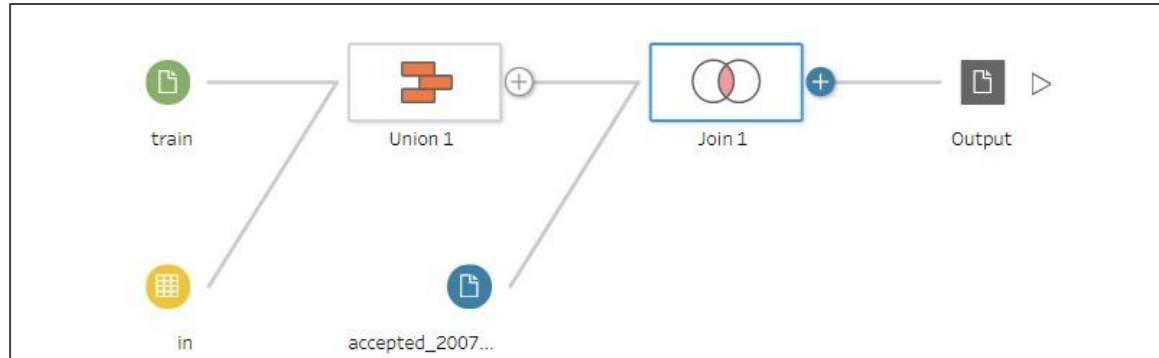 train
Union 1
Join 1
Output
in
accepted_2007...